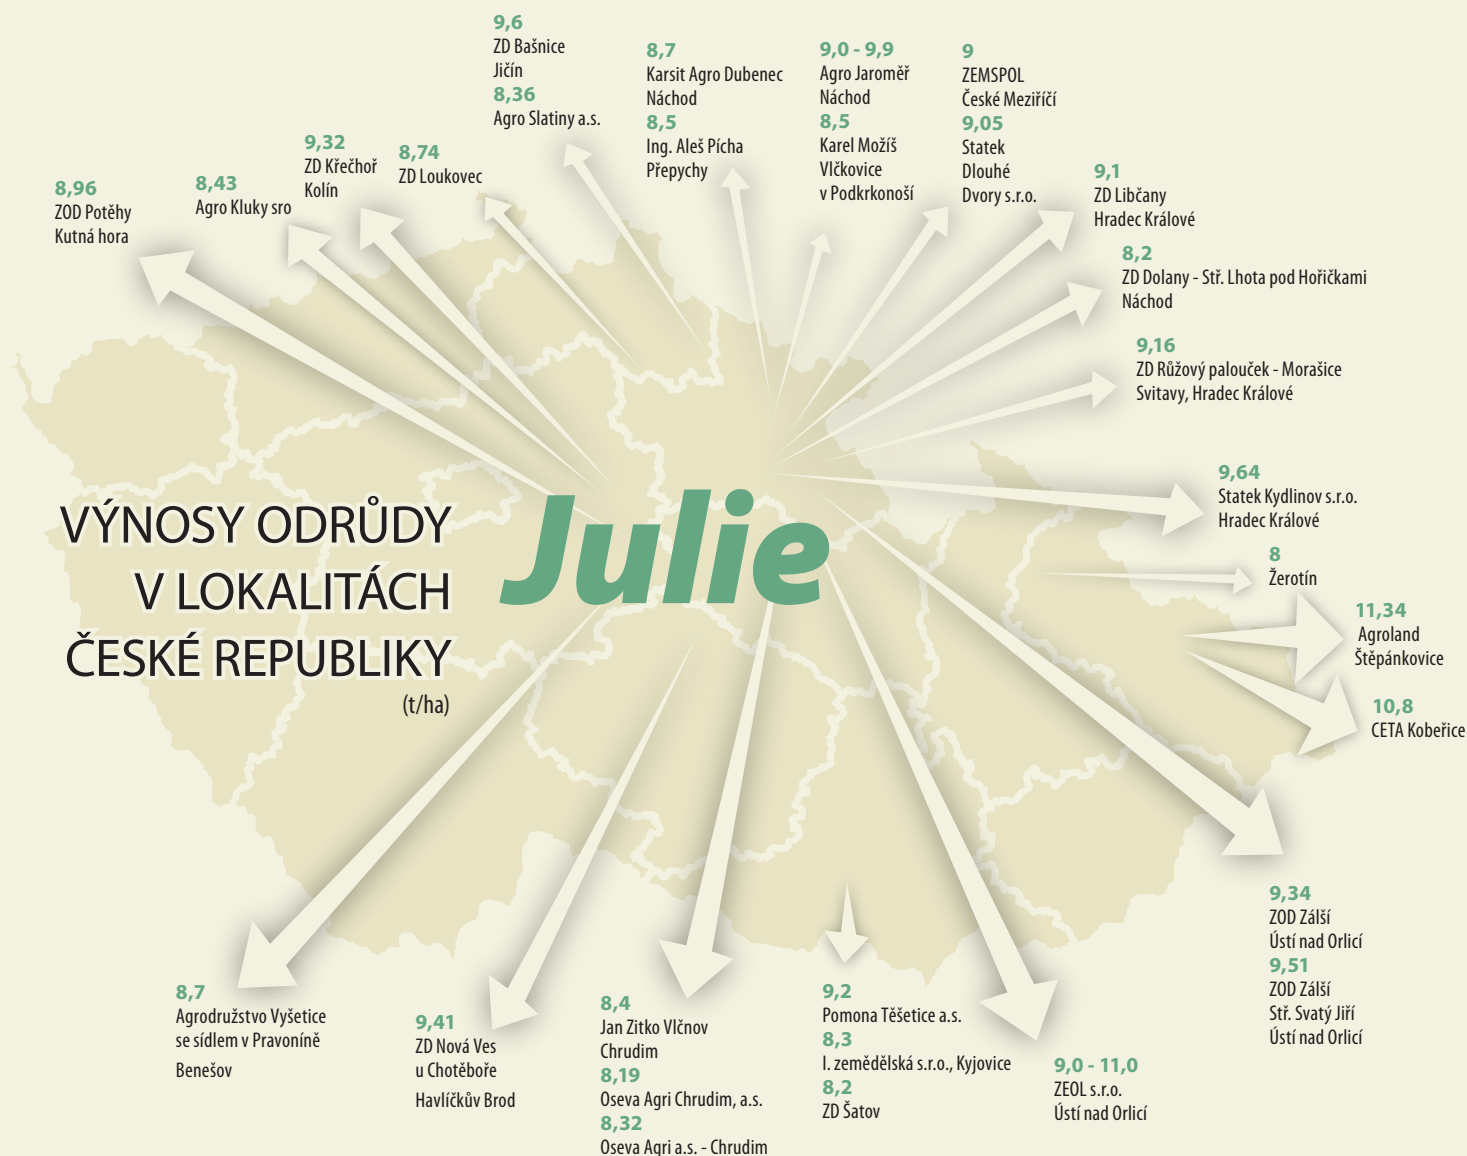 9,6
ZD Bašnice
Jičín
8,36
Agro Slatiny a.s.
8,7
Karsit Agro Dubenec
Náchod
8,5
Ing. Aleš Pícha
Přepychy
9,0 - 9,9
Agro Jaroměř
Náchod
8,5
Karel Možíš
Vlčkovice
v Podkrkonoší
9
ZEMSPOL
České Meziříčí
9,05
Statek
Dlouhé
Dvory s.r.o.
8,96
ZOD Potěhy
Kutná hora
8,43
Agro Kluky sro
9,32
ZD Křečhoř
Kolín
8,74
ZD Loukovec
9,1
ZD Libčany
Hradec Králové
8,2
ZD Dolany - Stř. Lhota pod Hořičkami
Náchod
9,16
ZD Růžový palouček - Morašice
Svitavy, Hradec Králové
9,64
Statek Kydlinov s.r.o.
Hradec Králové
8
Žerotín
11,34
Agroland
Štěpánkovice
10,8
CETA Kobeřice
VÝNOSY ODRŮDY
V LOKALITÁCH
ČESKÉ REPUBLIKY
(t/ha)
Julie
9,34
ZOD Zálší
Ústí nad Orlicí
9,51
ZOD Zálší
Stř. Svatý Jiří
Ústí nad Orlicí
8,7
Agrodružstvo Vyšetice
se sídlem v Pravoníně
Benešov
9,41
ZD Nová Ves
u Chotěboře
Havlíčkův Brod
8,4
Jan Zitko Vlčnov
Chrudim
8,19
Oseva Agri Chrudim, a.s.
8,32
Oseva Agri a.s. - Chrudim
9,2
Pomona Těšetice a.s.
8,3
I. zemědělská s.r.o., Kyjovice
8,2
ZD Šatov
9,0 - 11,0
ZEOL s.r.o.
Ústí nad Orlicí